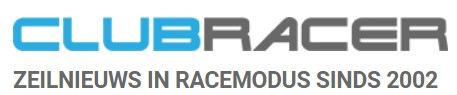 CLUBRACER
ZEILNIEUWS IN RACEMODUS SINDS 2002